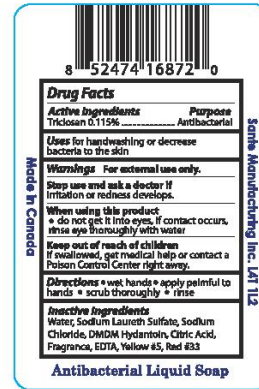 8 52474 16872 0
Drug Facts
Active Ingredients Purpose
Triclosan 0.115% ............... Antibacterial
Uses for handwashing or decrease
bacteria to the skin
Warnings For external use only.
Stop use and ask a doctor if
irritation or redness develops.
When using this product
• do not get it into eyes, if contact occurs,
rinse eye thoroughly with water
Keep out of reach of children
If swallowed, get medical help or contact a
Poison Control Center right away.
Directions • wet hands • apply palmful to
hands • scrub thoroughly • rinse
Inactive Ingredients
Water, Sodium Laureth Sulfate, Sodium
Chloride, DMDM Hydantoin, Citric Acid,
Fragrance, EDTA, Yellow #5, Red #33
Antibacterial Liquid Soap
Made in Canada
Sante Manufacturing Inc. L4T 1L2